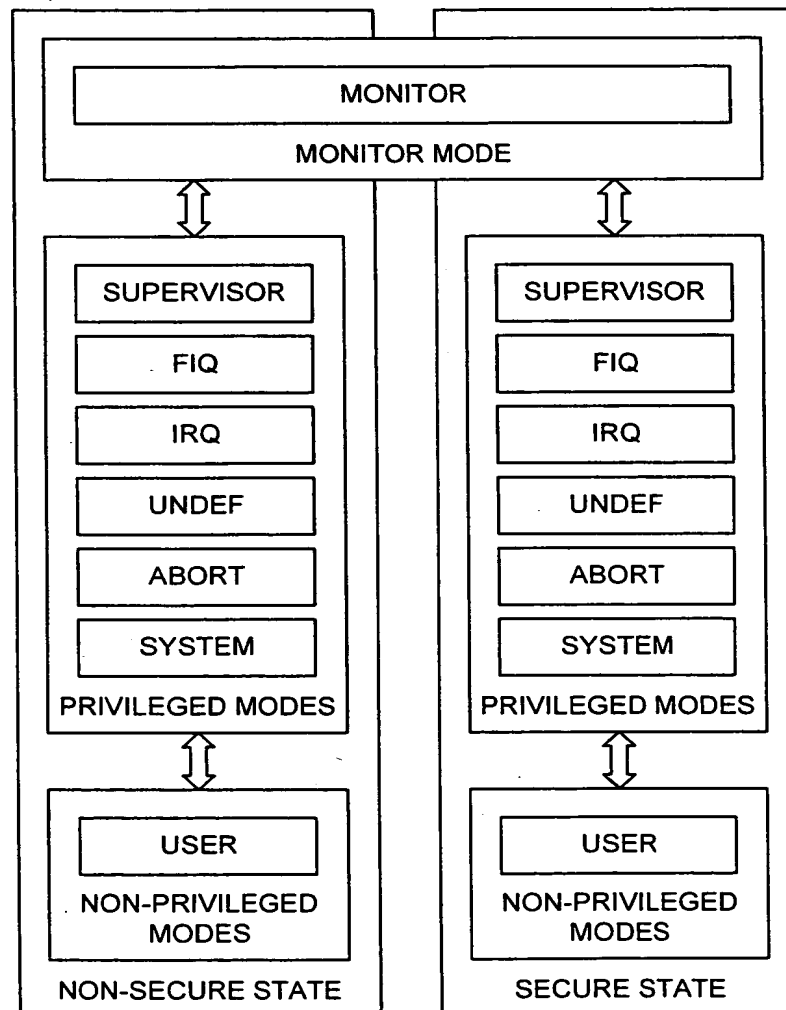 MONITOR
MONITOR MODE
SUPERVISOR
FIQ
IRQ
UNDEF
ABORT
SYSTEM
PRIVILEGED MODES
USER
NON-PRIVILEGED
MODES
NON-SECURE STATE
SUPERVISOR
FIQ
IRQ
UNDEF
ABORT
SYSTEM
PRIVILEGED MODES
USER
NON-PRIVILEGED
MODES
SECURE STATE